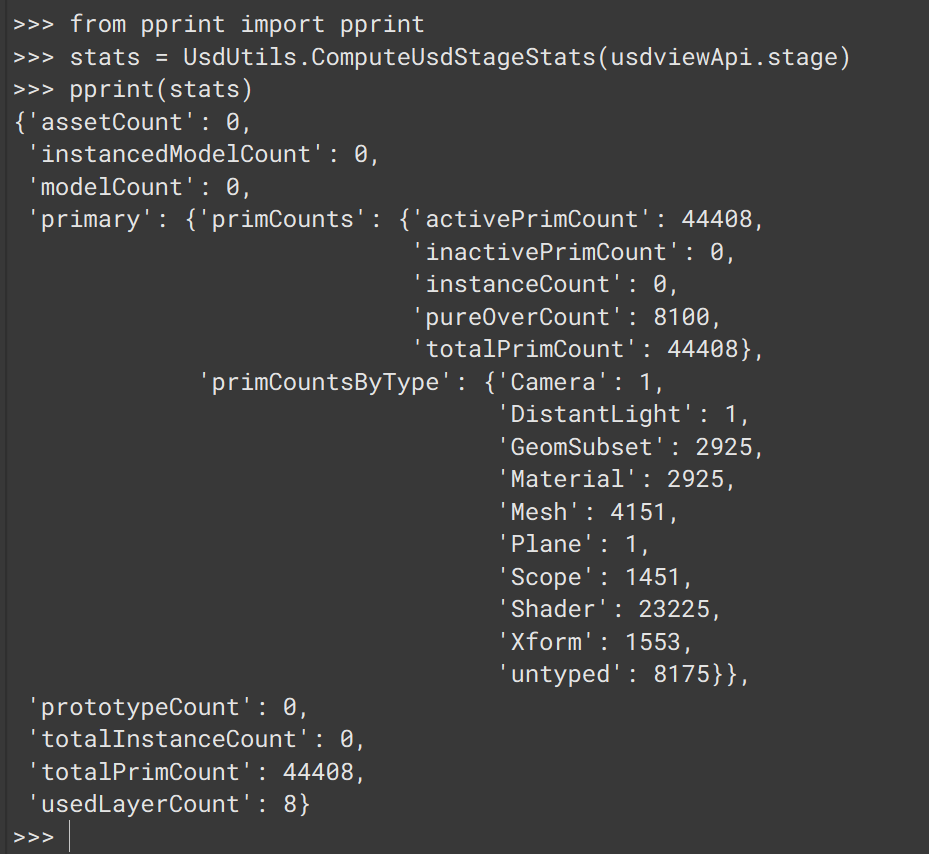 >>> from pprint import pprint
>>> stats = UsdUtils.ComputeUsdStageStats(usdviewApi.stage)
>>> pprint(stats)
{'assetCount': 0,
 'instancedModelCount': 0,
 'modelCount': 0,
 'primary': {'primCounts': {'activePrimCount': 44408,
                            'inactivePrimCount': 0,
                            'instanceCount': 0,
                            'pureOverCount': 8100,
                            'totalPrimCount': 44408},
             'primCountsByType': {'Camera': 1,
                                  'DistantLight': 1,
                                  'GeomSubset': 2925,
                                  'Material': 2925,
                                  'Mesh': 4151,
                                  'Plane': 1,
                                  'Scope': 1451,
                                  'Shader': 23225,
                                  'Xform': 1553,
                                  'untyped': 8175}},
 'prototypeCount': 0,
 'totalInstanceCount': 0,
 'totalPrimCount': 44408,
 'usedLayerCount': 8}
>>>